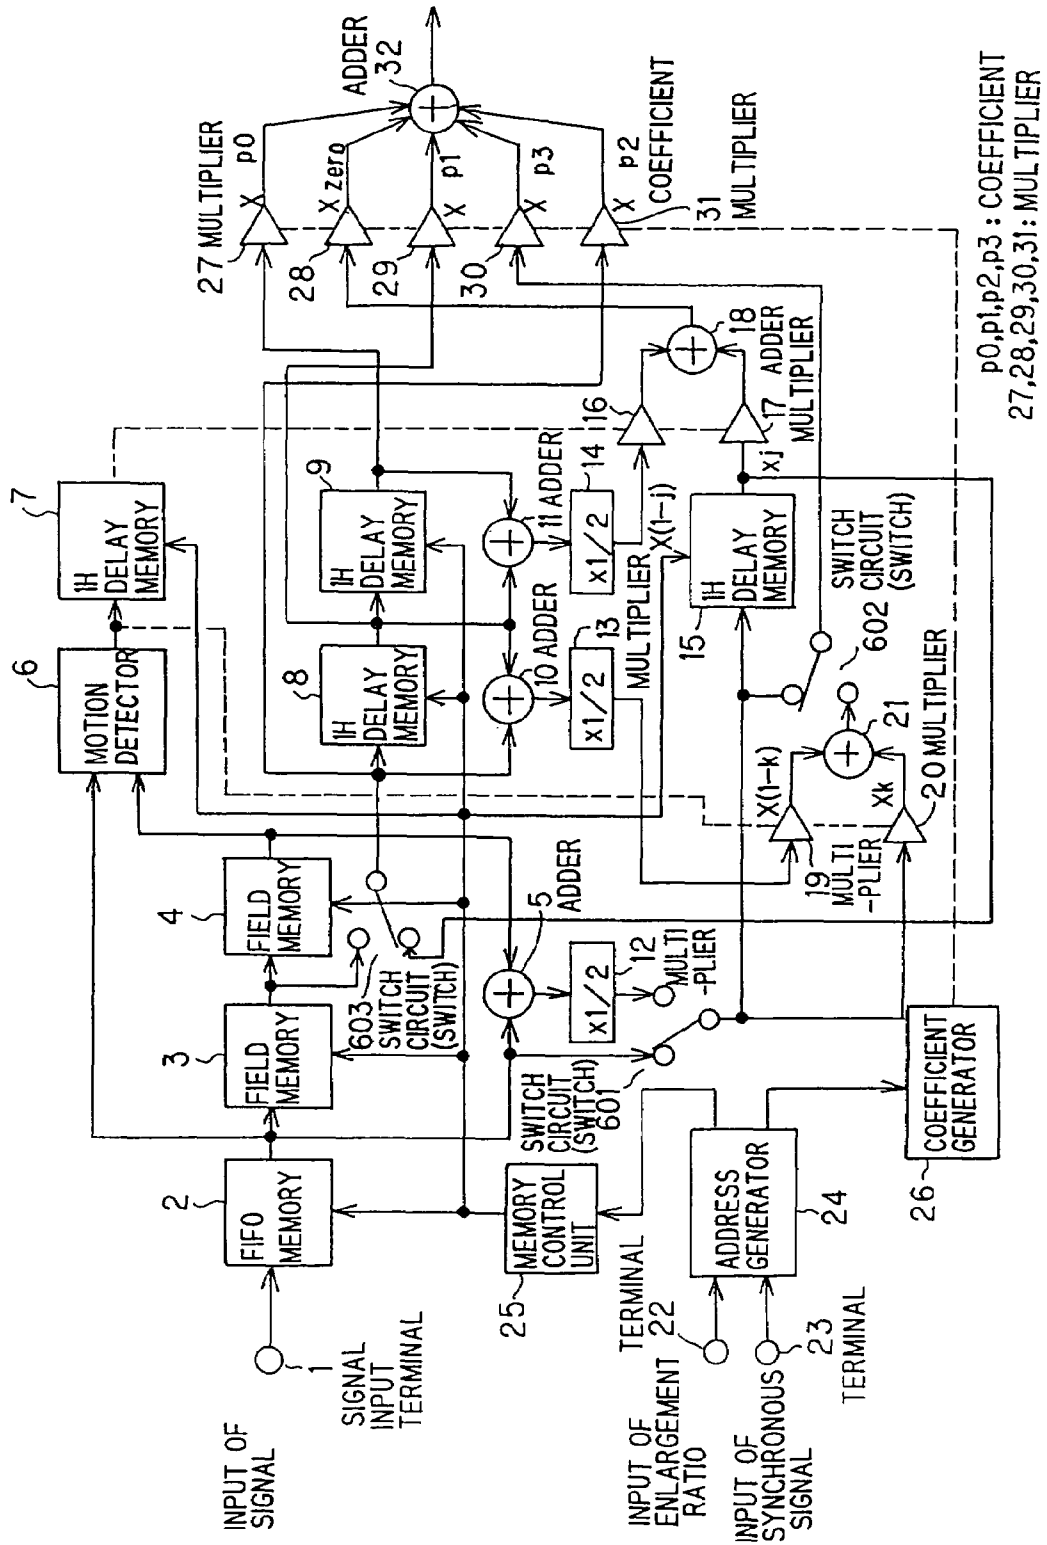 INPUT OF
SIGNAL
1
SIGNAL
INPUT
TERMINAL
2
FIFO
MEMORY
3
FIELD
MEMORY
4
FIELD
MEMORY
6
MOTION
DETECTOR
7
1H
DELAY
MEMORY
603
SWITCH
CIRCUIT
(SWITCH)
8
1H
DELAY
MEMORY
9
1H
DELAY
MEMORY
5
ADDER
+
10 ADDER
+
11 ADDER
+
x1/2
12
MULTI
-PLIER
x1/2
13
MULTIPLIER
x1/2
14
SWITCH
CIRCUIT
(SWITCH)
601
25
MEMORY
CONTROL
UNIT
15
1H
DELAY
MEMORY
X(1-j)
16
xj
17
MULTIPLIER
+
18
ADDER
19
MULTI
-PLIER
X(1-k)
Xk
20 MULTIPLIER
+
21
602
SWITCH
CIRCUIT
(SWITCH)
INPUT OF
ENLARGEMENT
RATIO
TERMINAL
22
INPUT OF
SYNCHRONOUS
SIGNAL
23
TERMINAL
ADDRESS
GENERATOR
24
26
COEFFICIENT
GENERATOR
27 MULTIPLIER
X
p0
28
X
zero
29
X
p1
30
X
p3
X
p2
COEFFICIENT
31
MULTIPLIER
ADDER
32
+
p0,p1,p2,p3 : COEFFICIENT
27,28,29,30,31: MULTIPLIER